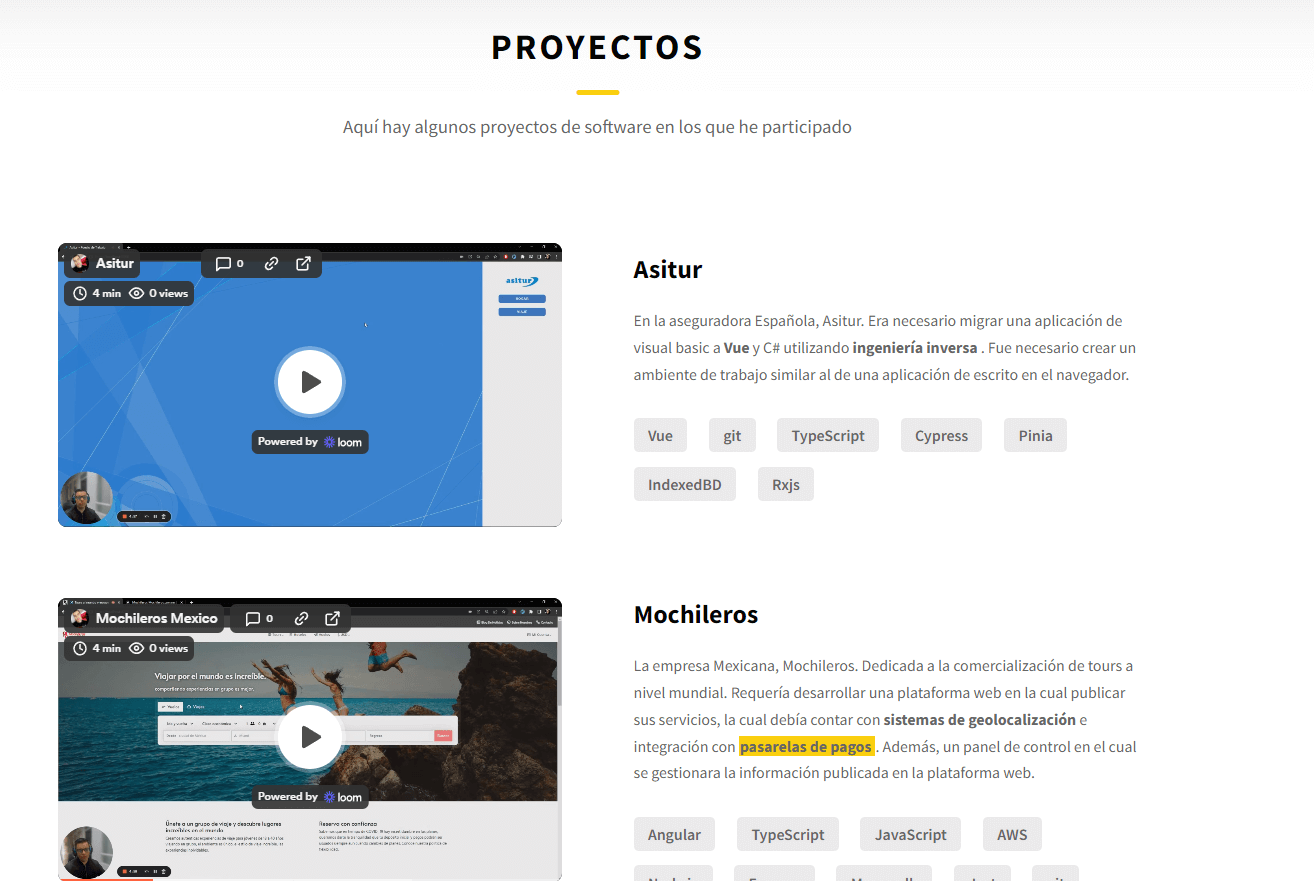 PROYECTOS
Aquí hay algunos proyectos de software en los que he participado
Asitur
0
4 min
0 views
asitur
Powered by loom
Asitur
En la aseguradora Española, Asitur. Era necesario migrar una aplicación de
visual basic a Vue y C# utilizando ingeniería inversa . Fue necesario crear un
ambiente de trabajo similar al de una aplicación de escrito en el navegador.
Vue git TypeScript Cypress Pinia
IndexedBD Rxjs
Mochileros Mexico
0
4 min
0 views
Viajar por el mundo es increíble.
compartiendo experiencias en grupo es mejor.
Powered by loom
Únete a un grupo de viaje y descubre lugares
increíbles en el mundo
Reserva con confianza
Mochileros
La empresa Mexicana, Mochileros. Dedicada a la comercialización de tours a
nivel mundial. Requería desarrollar una plataforma web en la cual publicar
sus servicios, la cual debía contar con sistemas de geolocalización e
integración con pasarelas de pagos . Además, un panel de control en el cual
se gestionara la información publicada en la plataforma web.
Angular TypeScript JavaScript AWS